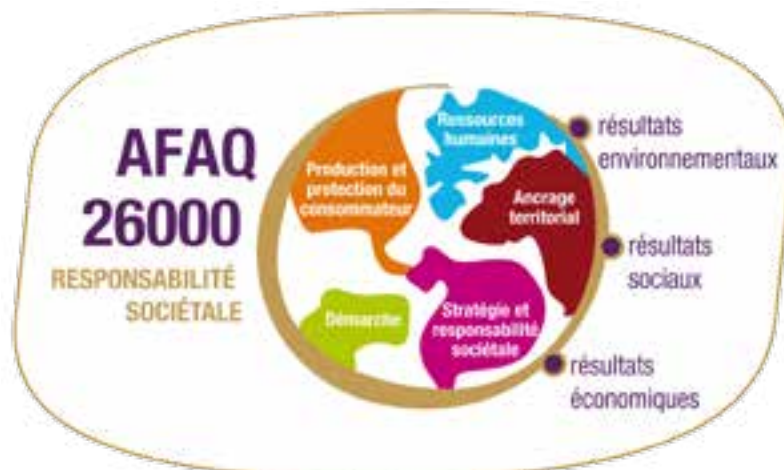 AFAQ
26000
RESPONSABILITÉ
SOCIÉTALE
Production et
protection du
consommateur
Ressources
humaines
Ancrage
territorial
Démarche
Stratégie et
responsabilité
sociétale
résultats
environnementaux
résultats
sociaux
résultats
économiques